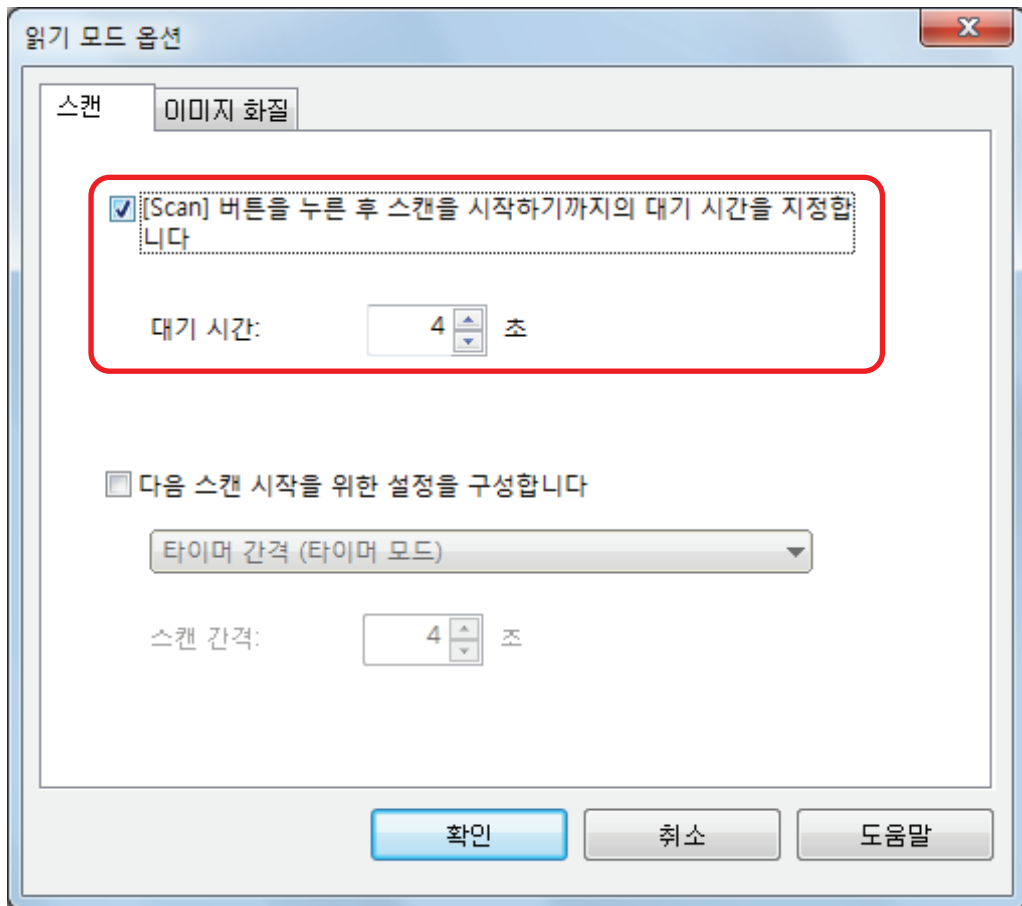 읽기 모드 옵션
스캔
이미지 화질
[Scan] 버튼을 누른 후 스캔을 시작하기까지의 대기 시간을 지정합
니다
대기 시간: 4 초
다음 스캔 시작을 위한 설정을 구성합니다
타이머 간격 (타이머 모드)
스캔 간격: 4 초
확인 취소 도움말